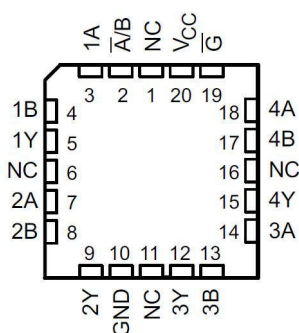 1A
A̅/B
NC
VCC
G̅
3
2
1
20
19
1B 4
18 4A
1Y 5
17 4B
NC 6
16 NC
2A 7
15 4Y
2B 8
14 3A
9
10
11
12
13
2Y
GND
NC
3Y
3B